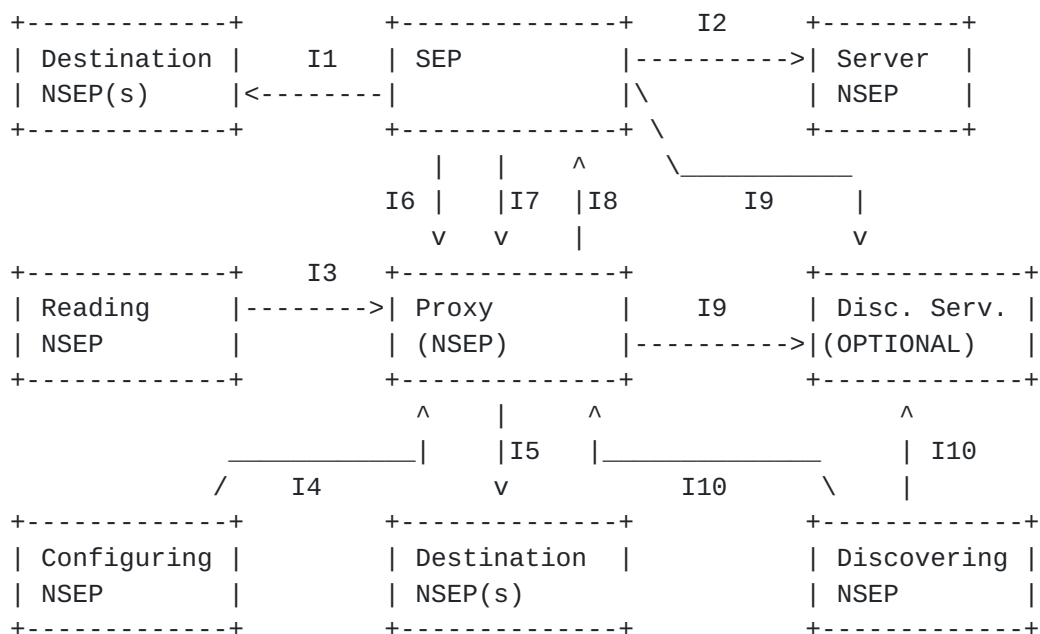 I2
Destination I1 SEP Server
NSEP(s) NSEP
I6 I7 I8 I9
I3
Reading Proxy I9 Disc. Serv.
NSEP (NSEP) (OPTIONAL)
I5 I10
I4 I10
Configuring Destination Discovering
NSEP NSEP(s) NSEP